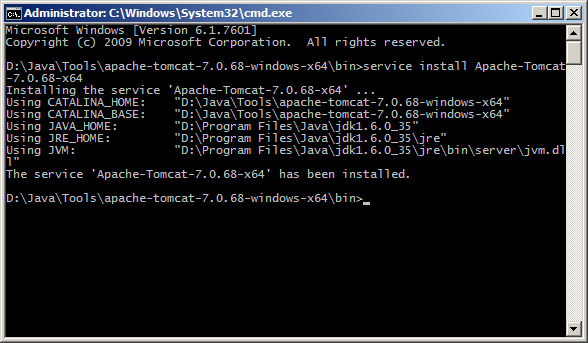 Administrator: C:\Windows\System32\cmd.exe
Microsoft Windows [Version 6.1.7601]
Copyright (c) 2009 Microsoft Corporation.  All rights reserved.
D:\Java\Tools\apache-tomcat-7.0.68-windows-x64\bin>service install Apache-Tomcat
-7.0.68-x64
Installing the service 'Apache-Tomcat-7.0.68-x64' ...
Using CATALINA_HOME:    "D:\Java\Tools\apache-tomcat-7.0.68-windows-x64"
Using CATALINA_BASE:    "D:\Java\Tools\apache-tomcat-7.0.68-windows-x64"
Using JAVA_HOME:        "D:\Program Files\Java\jdk1.6.0_35"
Using JRE_HOME:         "D:\Program Files\Java\jdk1.6.0_35\jre"
Using JVM:              "D:\Program Files\Java\jdk1.6.0_35\jre\bin\server\jvm.dl
l"
The service 'Apache-Tomcat-7.0.68-x64' has been installed.
D:\Java\Tools\apache-tomcat-7.0.68-windows-x64\bin>_